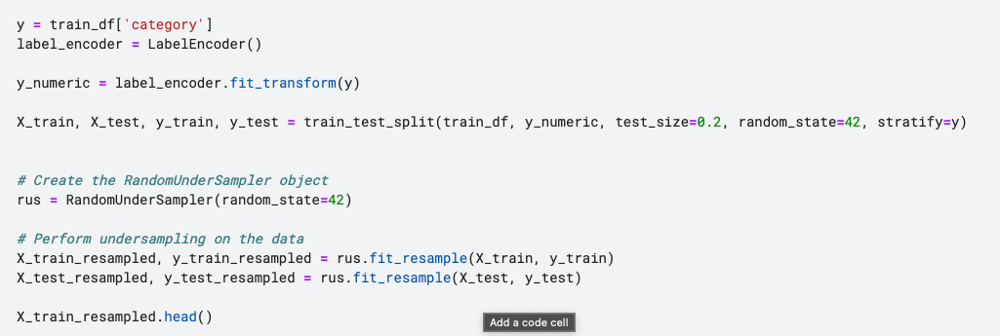 y = train_df['category']
label_encoder = LabelEncoder()
y_numeric = label_encoder.fit_transform(y)
X_train, X_test, y_train, y_test = train_test_split(train_df, y_numeric, test_size=0.2, random_state=42, stratify=y)
# Create the RandomUnderSampler object
rus = RandomUnderSampler(random_state=42)
# Perform undersampling on the data
X_train_resampled, y_train_resampled = rus.fit_resample(X_train, y_train)
X_test_resampled, y_test_resampled = rus.fit_resample(X_test, y_test)
X_train_resampled.head()
Add a code cell